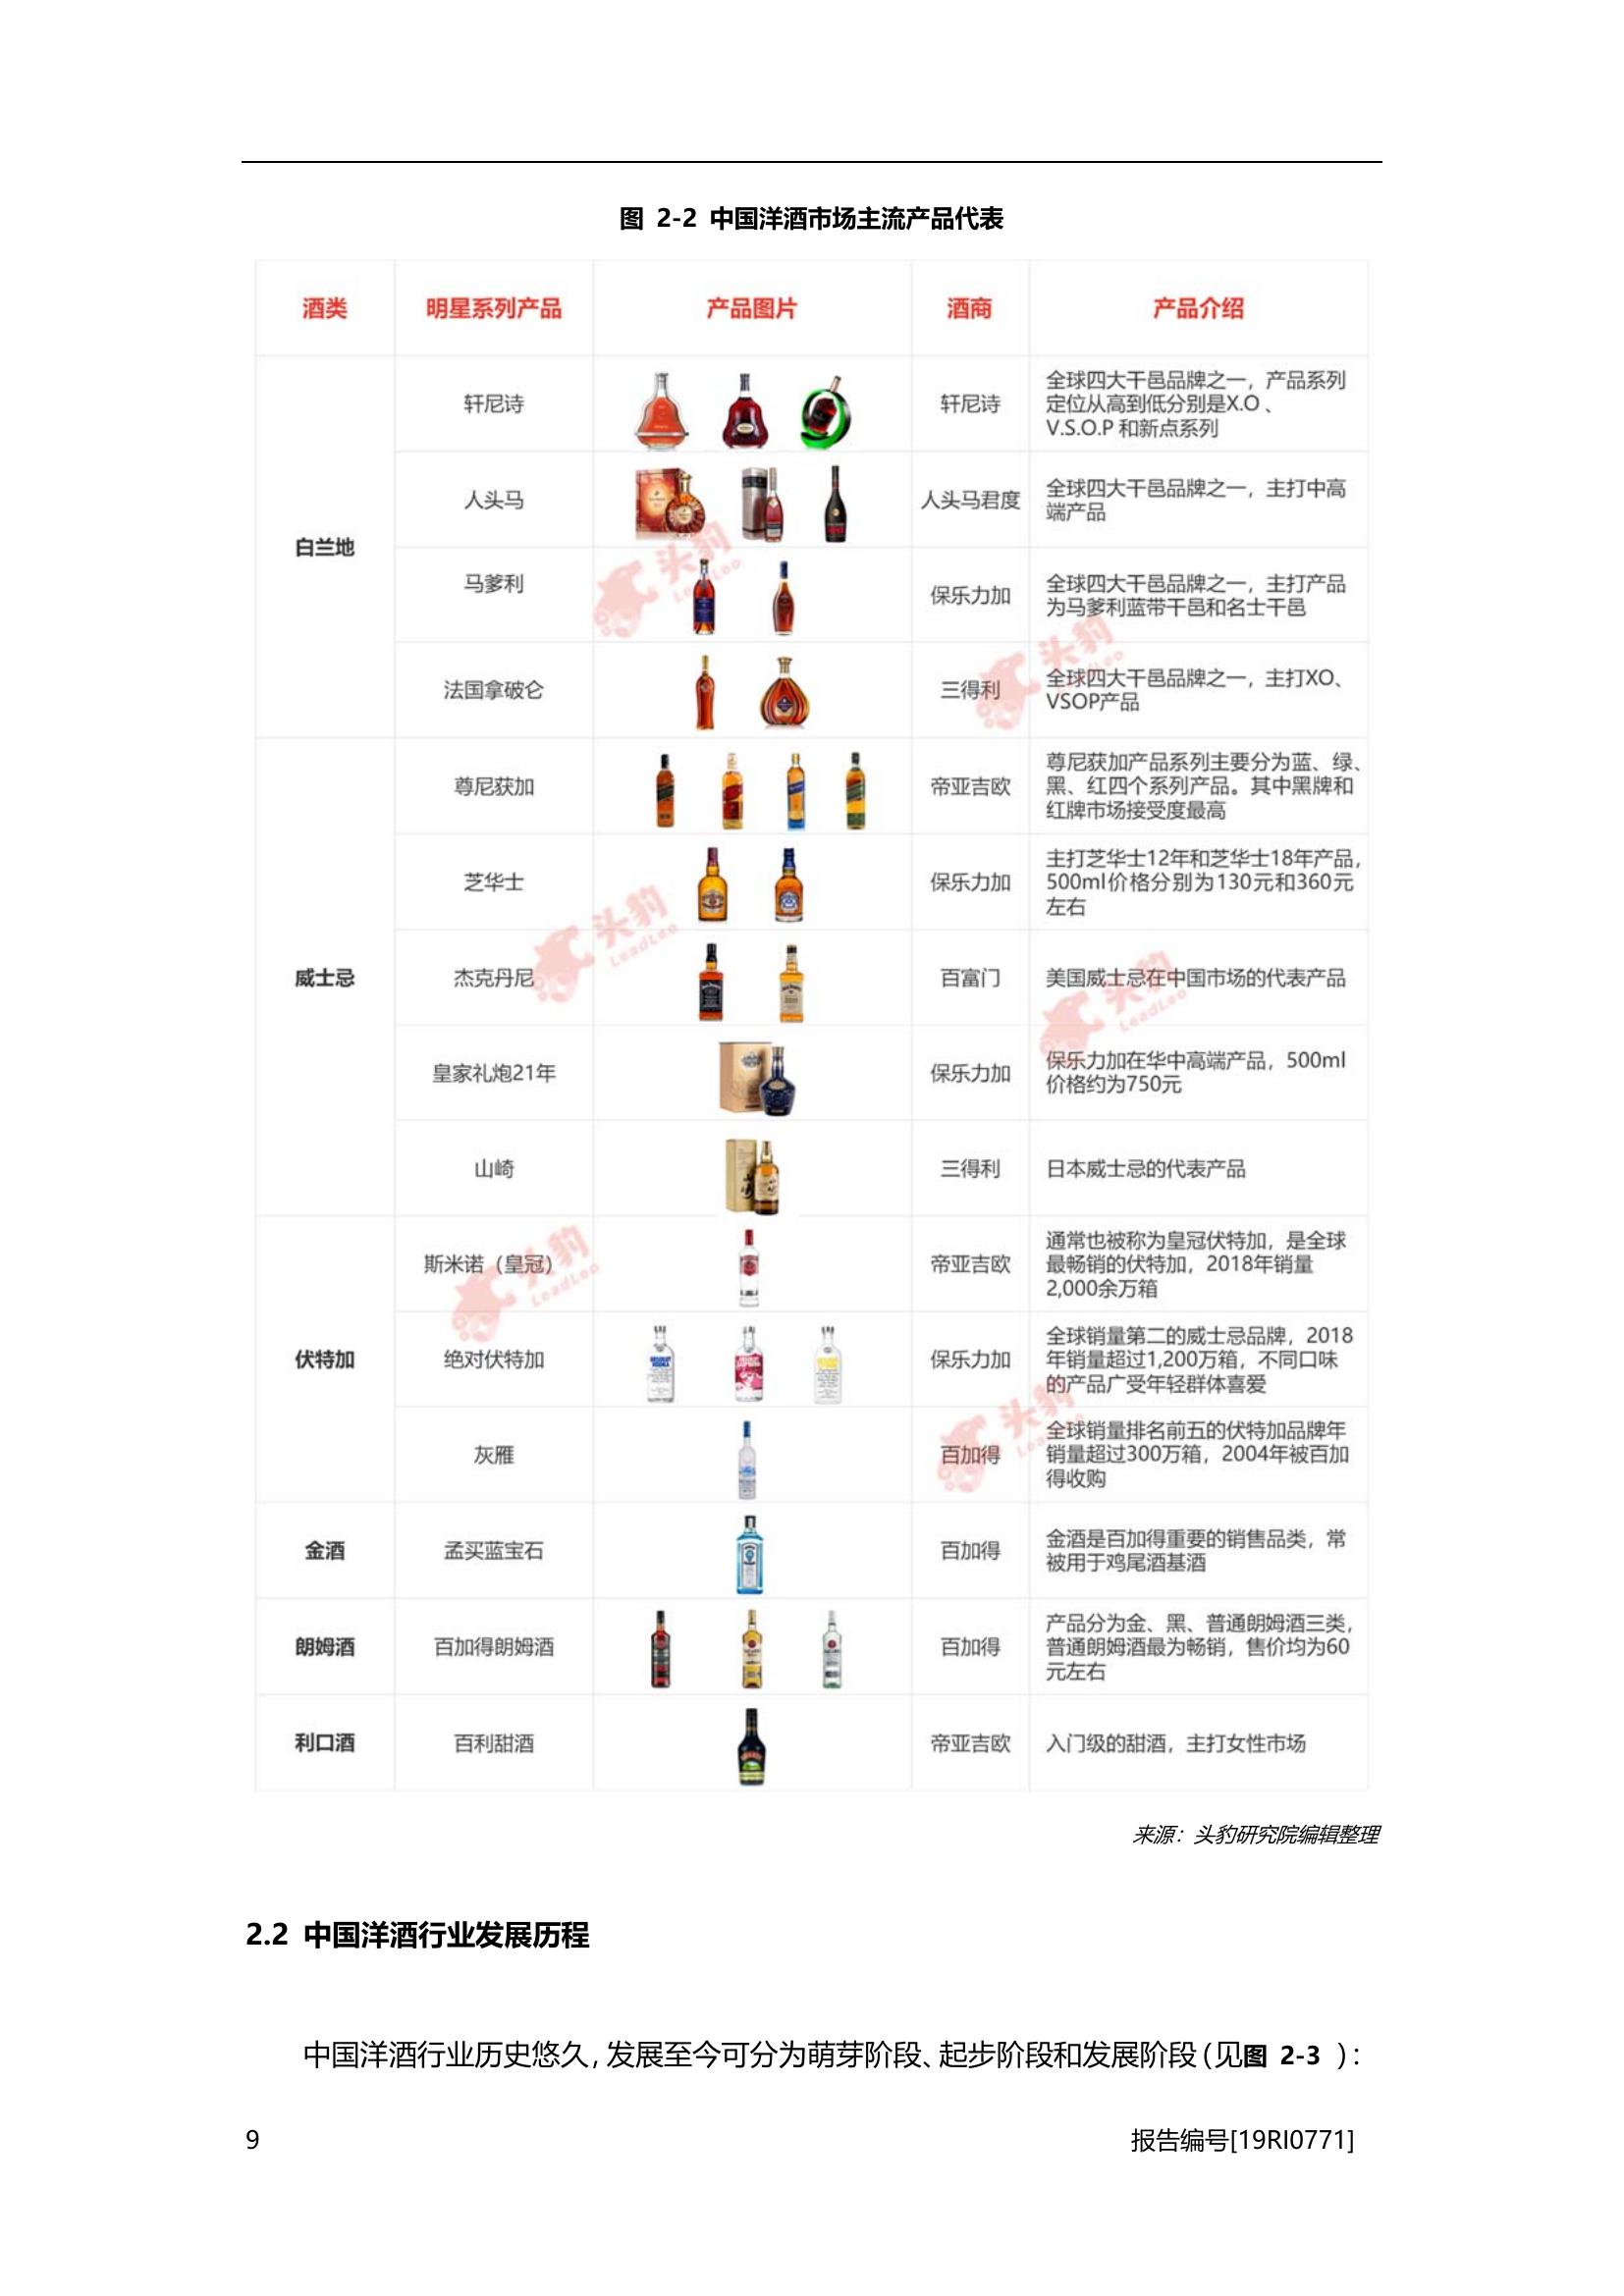 图 2-2 中国洋酒市场主流产品代表
酒类 明星系列产品 产品图片 酒商 产品介绍
白兰地
轩尼诗 轩尼诗
全球四大干邑品牌之一，产品系列
定位从高到低分别是X.O 、
V.S.O.P 和新点系列
人头马 人头马君度
全球四大干邑品牌之一，主打中高
端产品
马爹利 保乐力加
全球四大干邑品牌之一，主打产品
为马爹利蓝带干邑和名士干邑
法国拿破仑 三得利
全球四大干邑品牌之一，主打XO、
VSOP产品
威士忌
尊尼获加 帝亚吉欧
尊尼获加产品系列主要分为蓝、绿、
黑、红四个系列产品。其中黑牌和
红牌市场接受度最高
芝华士 保乐力加
主打芝华士12年和芝华士18年产品，
500ml价格分别为130元和360元
左右
杰克丹尼 百富门 美国威士忌在中国市场的代表产品
皇家礼炮21年 保乐力加
保乐力加在华中高端产品，500ml
价格约为750元
山崎 三得利 日本威士忌的代表产品
伏特加
斯米诺（皇冠） 帝亚吉欧
通常也被称为皇冠伏特加，是全球
最畅销的伏特加，2018年销量
2,000余万箱
绝对伏特加 保乐力加
全球销量第二的威士忌品牌，2018
年销量超过1,200万箱，不同口味
的产品广受年轻群体喜爱
灰雁 百加得
全球销量排名前五的伏特加品牌年
销量超过300万箱，2004年被百加
得收购
金酒 孟买蓝宝石 百加得
金酒是百加得重要的销售品类，常
被用于鸡尾酒基酒
朗姆酒 百加得朗姆酒 百加得
产品分为金、黑、普通朗姆酒三类，
普通朗姆酒最为畅销，售价均为60
元左右
利口酒 百利甜酒 帝亚吉欧 入门级的甜酒，主打女性市场
头豹
LeadLeo
头豹
LeadLeo
头豹
LeadLeo
头豹
LeadLeo
头豹
LeadLeo
头豹
LeadLeo
来源：头豹研究院编辑整理
2.2 中国洋酒行业发展历程
中国洋酒行业历史悠久，发展至今可分为萌芽阶段、起步阶段和发展阶段（见图 2-3 ）：
9 报告编号[19RI0771]